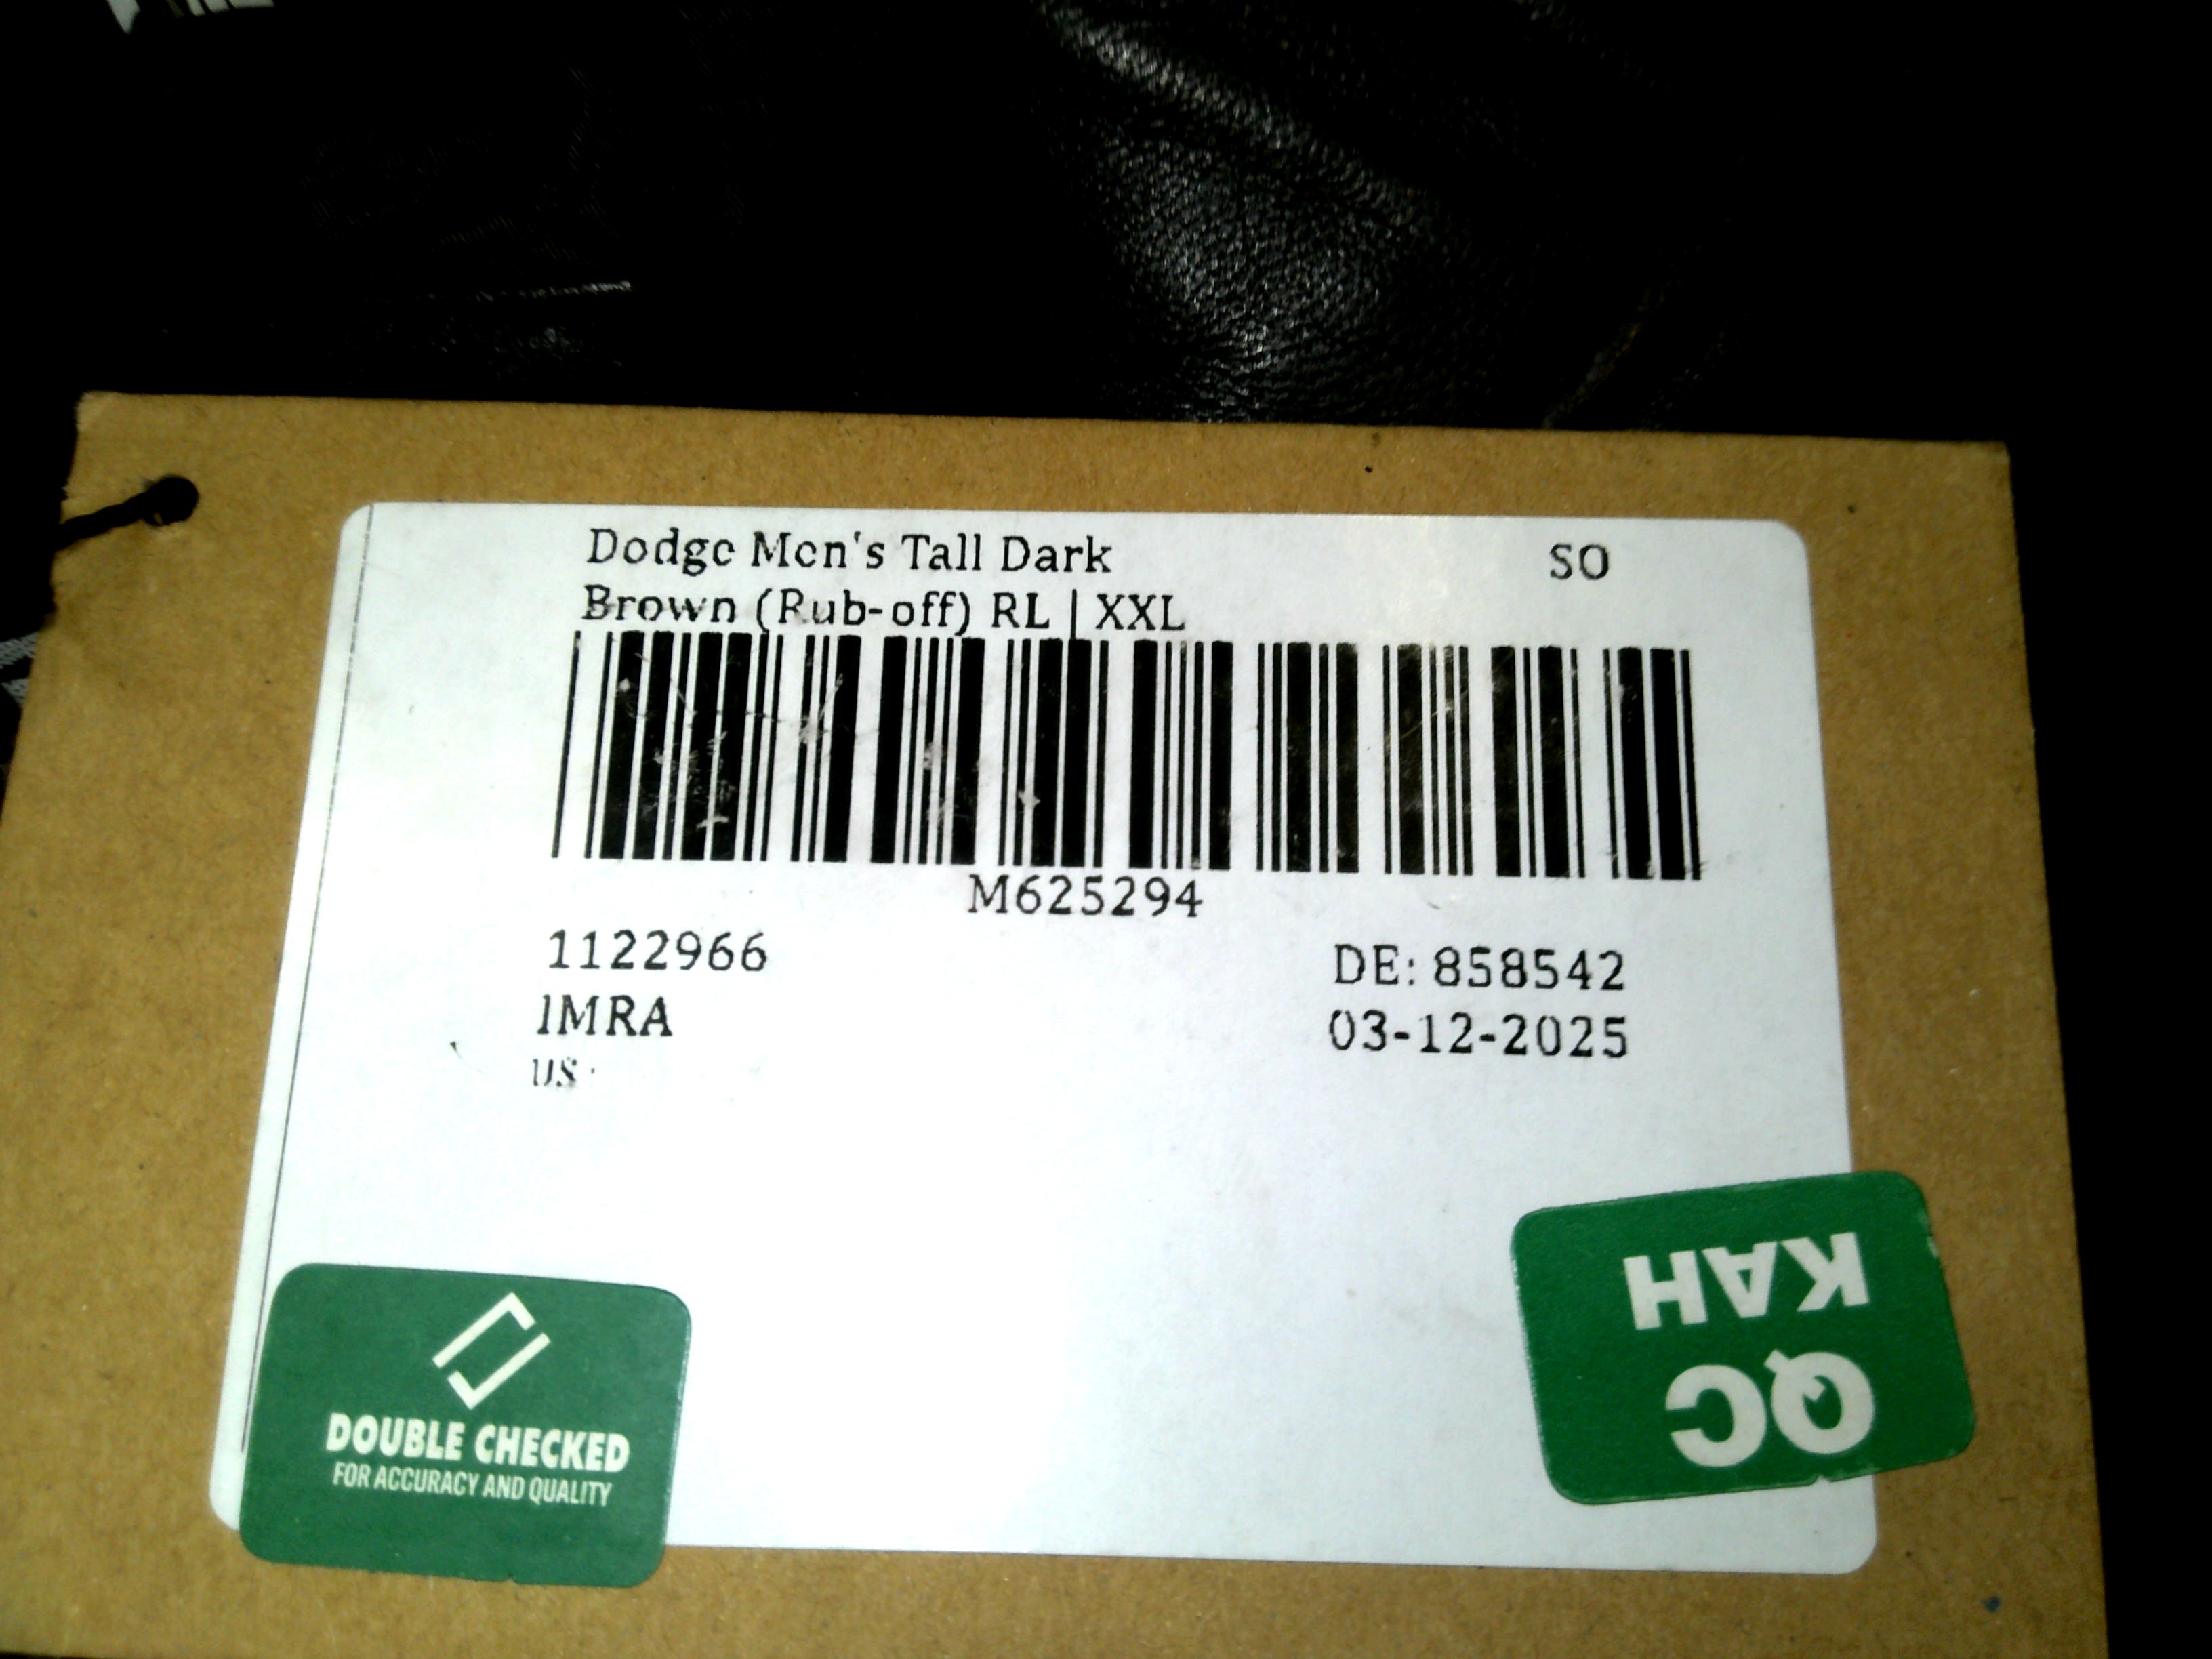 Dodge Men's Tall Dark
SO
Brown (Rub-off) RL | XXL
M625294
1122966
DE: 858542
IMRA
03-12-2025
US
QC
KAH
DOUBLE CHECKED
FOR ACCURACY AND QUALITY